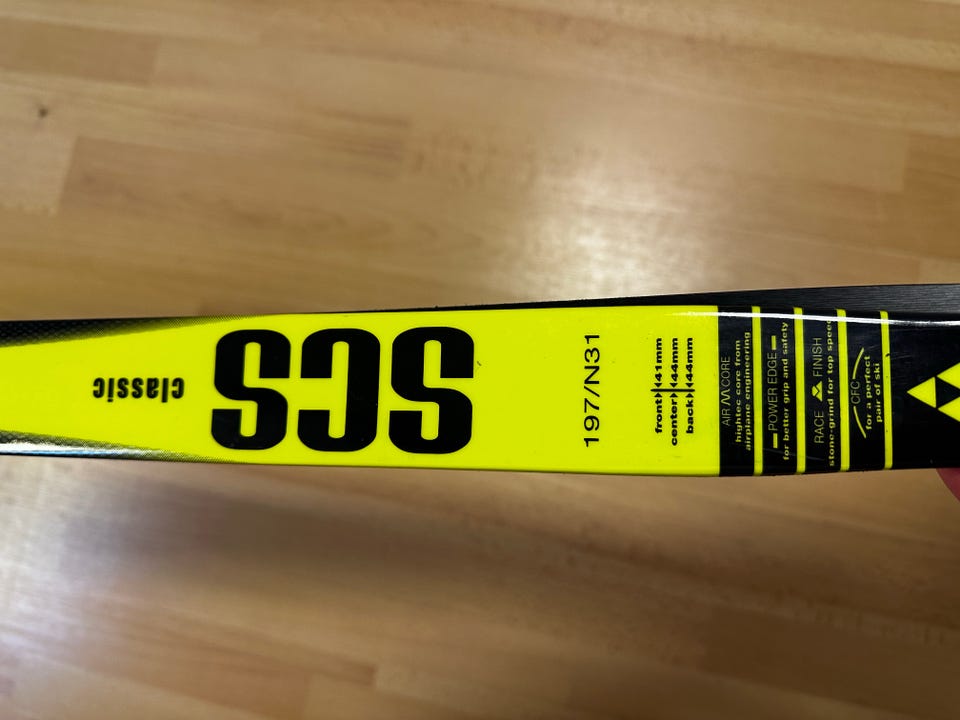 SCS
classic
197/N31
front 41mm
center 44mm
back 44mm
AIR CORE
hightec core from
airplane engineering
POWER EDGE
for better grip and safety
RACE FINISH
stone-grind for top speed
CFC
for a perfect
pair of ski